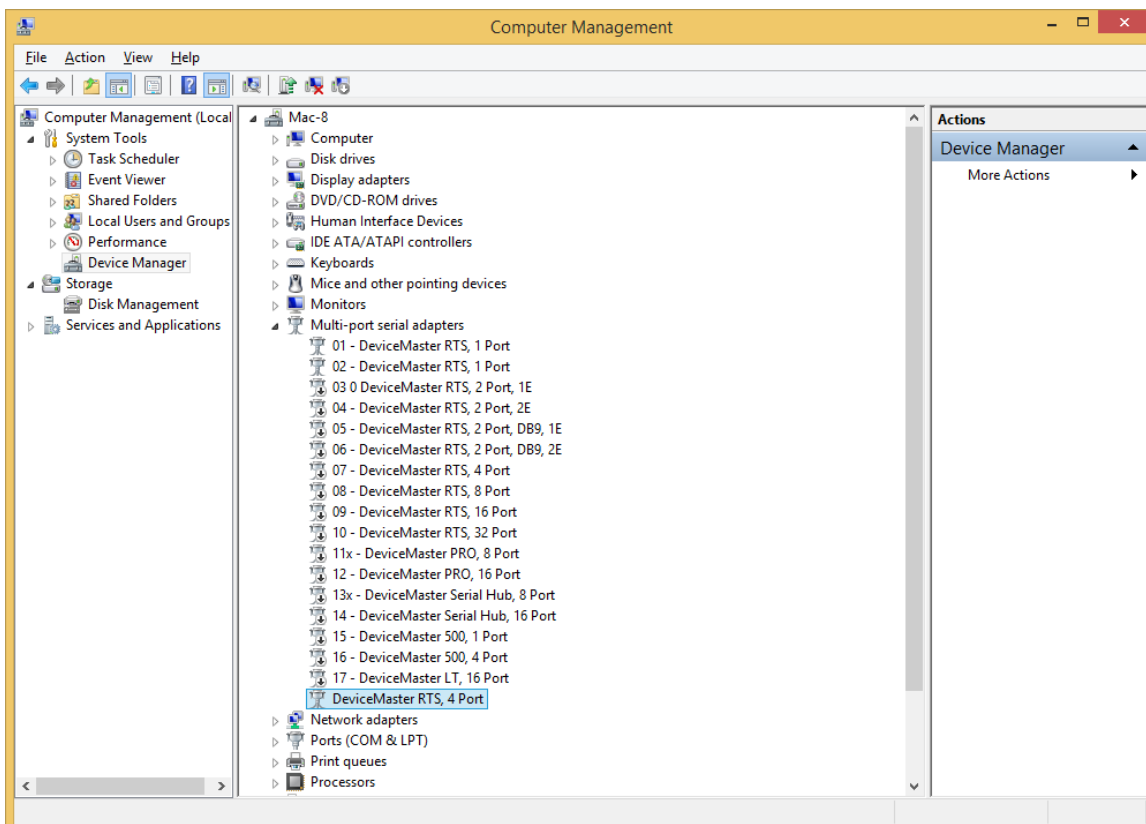 Computer Management
File Action View Help
Computer Management (Local
System Tools
Task Scheduler
Event Viewer
Shared Folders
Local Users and Groups
Performance
Device Manager
Storage
Disk Management
Services and Applications
Mac-8
Computer
Disk drives
Display adapters
DVD/CD-ROM drives
Human Interface Devices
IDE ATA/ATAPI controllers
Keyboards
Mice and other pointing devices
Monitors
Multi-port serial adapters
01 - DeviceMaster RTS, 1 Port
02 - DeviceMaster RTS, 1 Port
03 0 DeviceMaster RTS, 2 Port, 1E
04 - DeviceMaster RTS, 2 Port, 2E
05 - DeviceMaster RTS, 2 Port, DB9, 1E
06 - DeviceMaster RTS, 2 Port, DB9, 2E
07 - DeviceMaster RTS, 4 Port
08 - DeviceMaster RTS, 8 Port
09 - DeviceMaster RTS, 16 Port
10 - DeviceMaster RTS, 32 Port
11x - DeviceMaster PRO, 8 Port
12 - DeviceMaster PRO, 16 Port
13x - DeviceMaster Serial Hub, 8 Port
14 - DeviceMaster Serial Hub, 16 Port
15 - DeviceMaster 500, 1 Port
16 - DeviceMaster 500, 4 Port
17 - DeviceMaster LT, 16 Port
DeviceMaster RTS, 4 Port
Network adapters
Ports (COM & LPT)
Print queues
Processors
Actions
Device Manager
More Actions